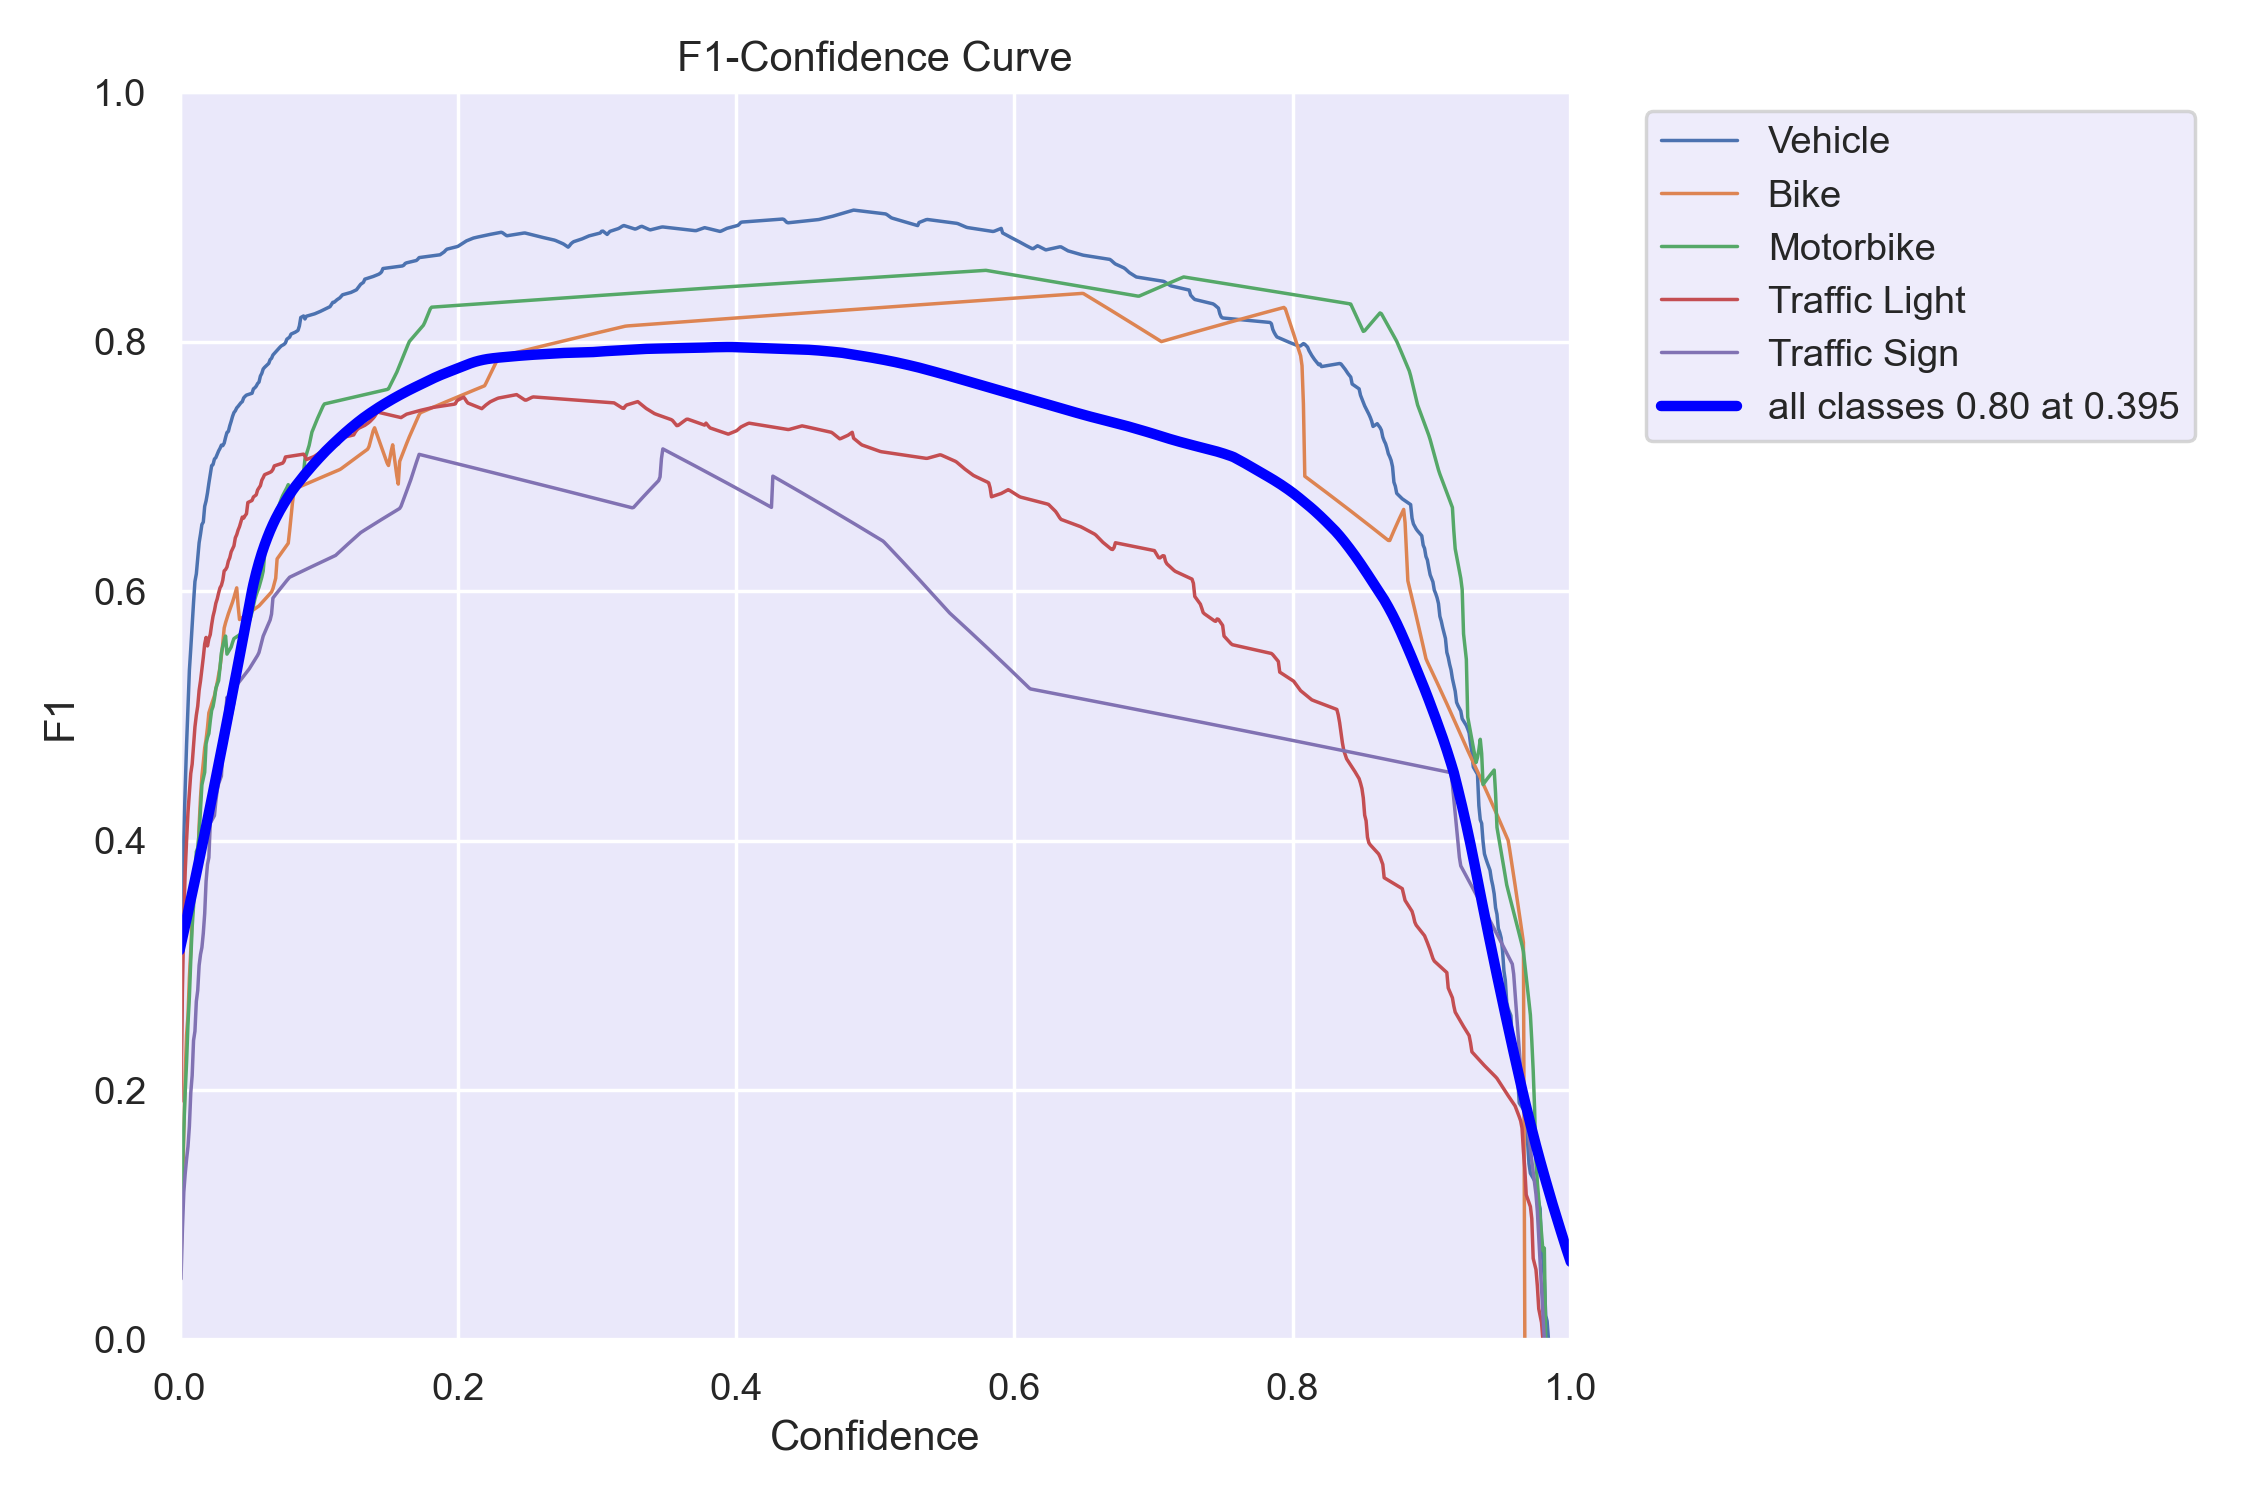 F1-Confidence Curve
1.0
0.8
0.6
0.4
0.2
0.0
F1
0.0 0.2 0.4 0.6 0.8 1.0
Confidence
Vehicle
Bike
Motorbike
Traffic Light
Traffic Sign
all classes 0.80 at 0.395